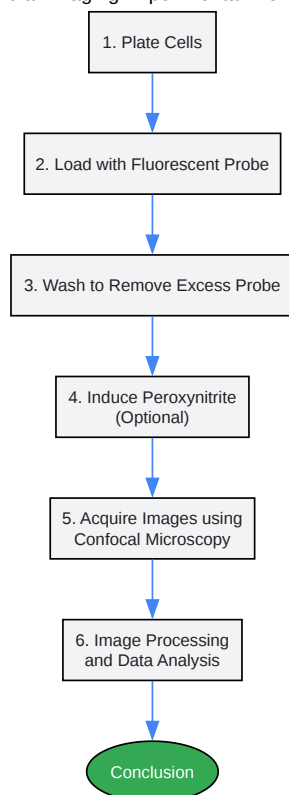 1. Plate Cells
2. Load with Fluorescent Probe
3. Wash to Remove Excess Probe
4. Induce Peroxynitrite
(Optional)
5. Acquire Images using
Confocal Microscopy
6. Image Processing
and Data Analysis
Conclusion